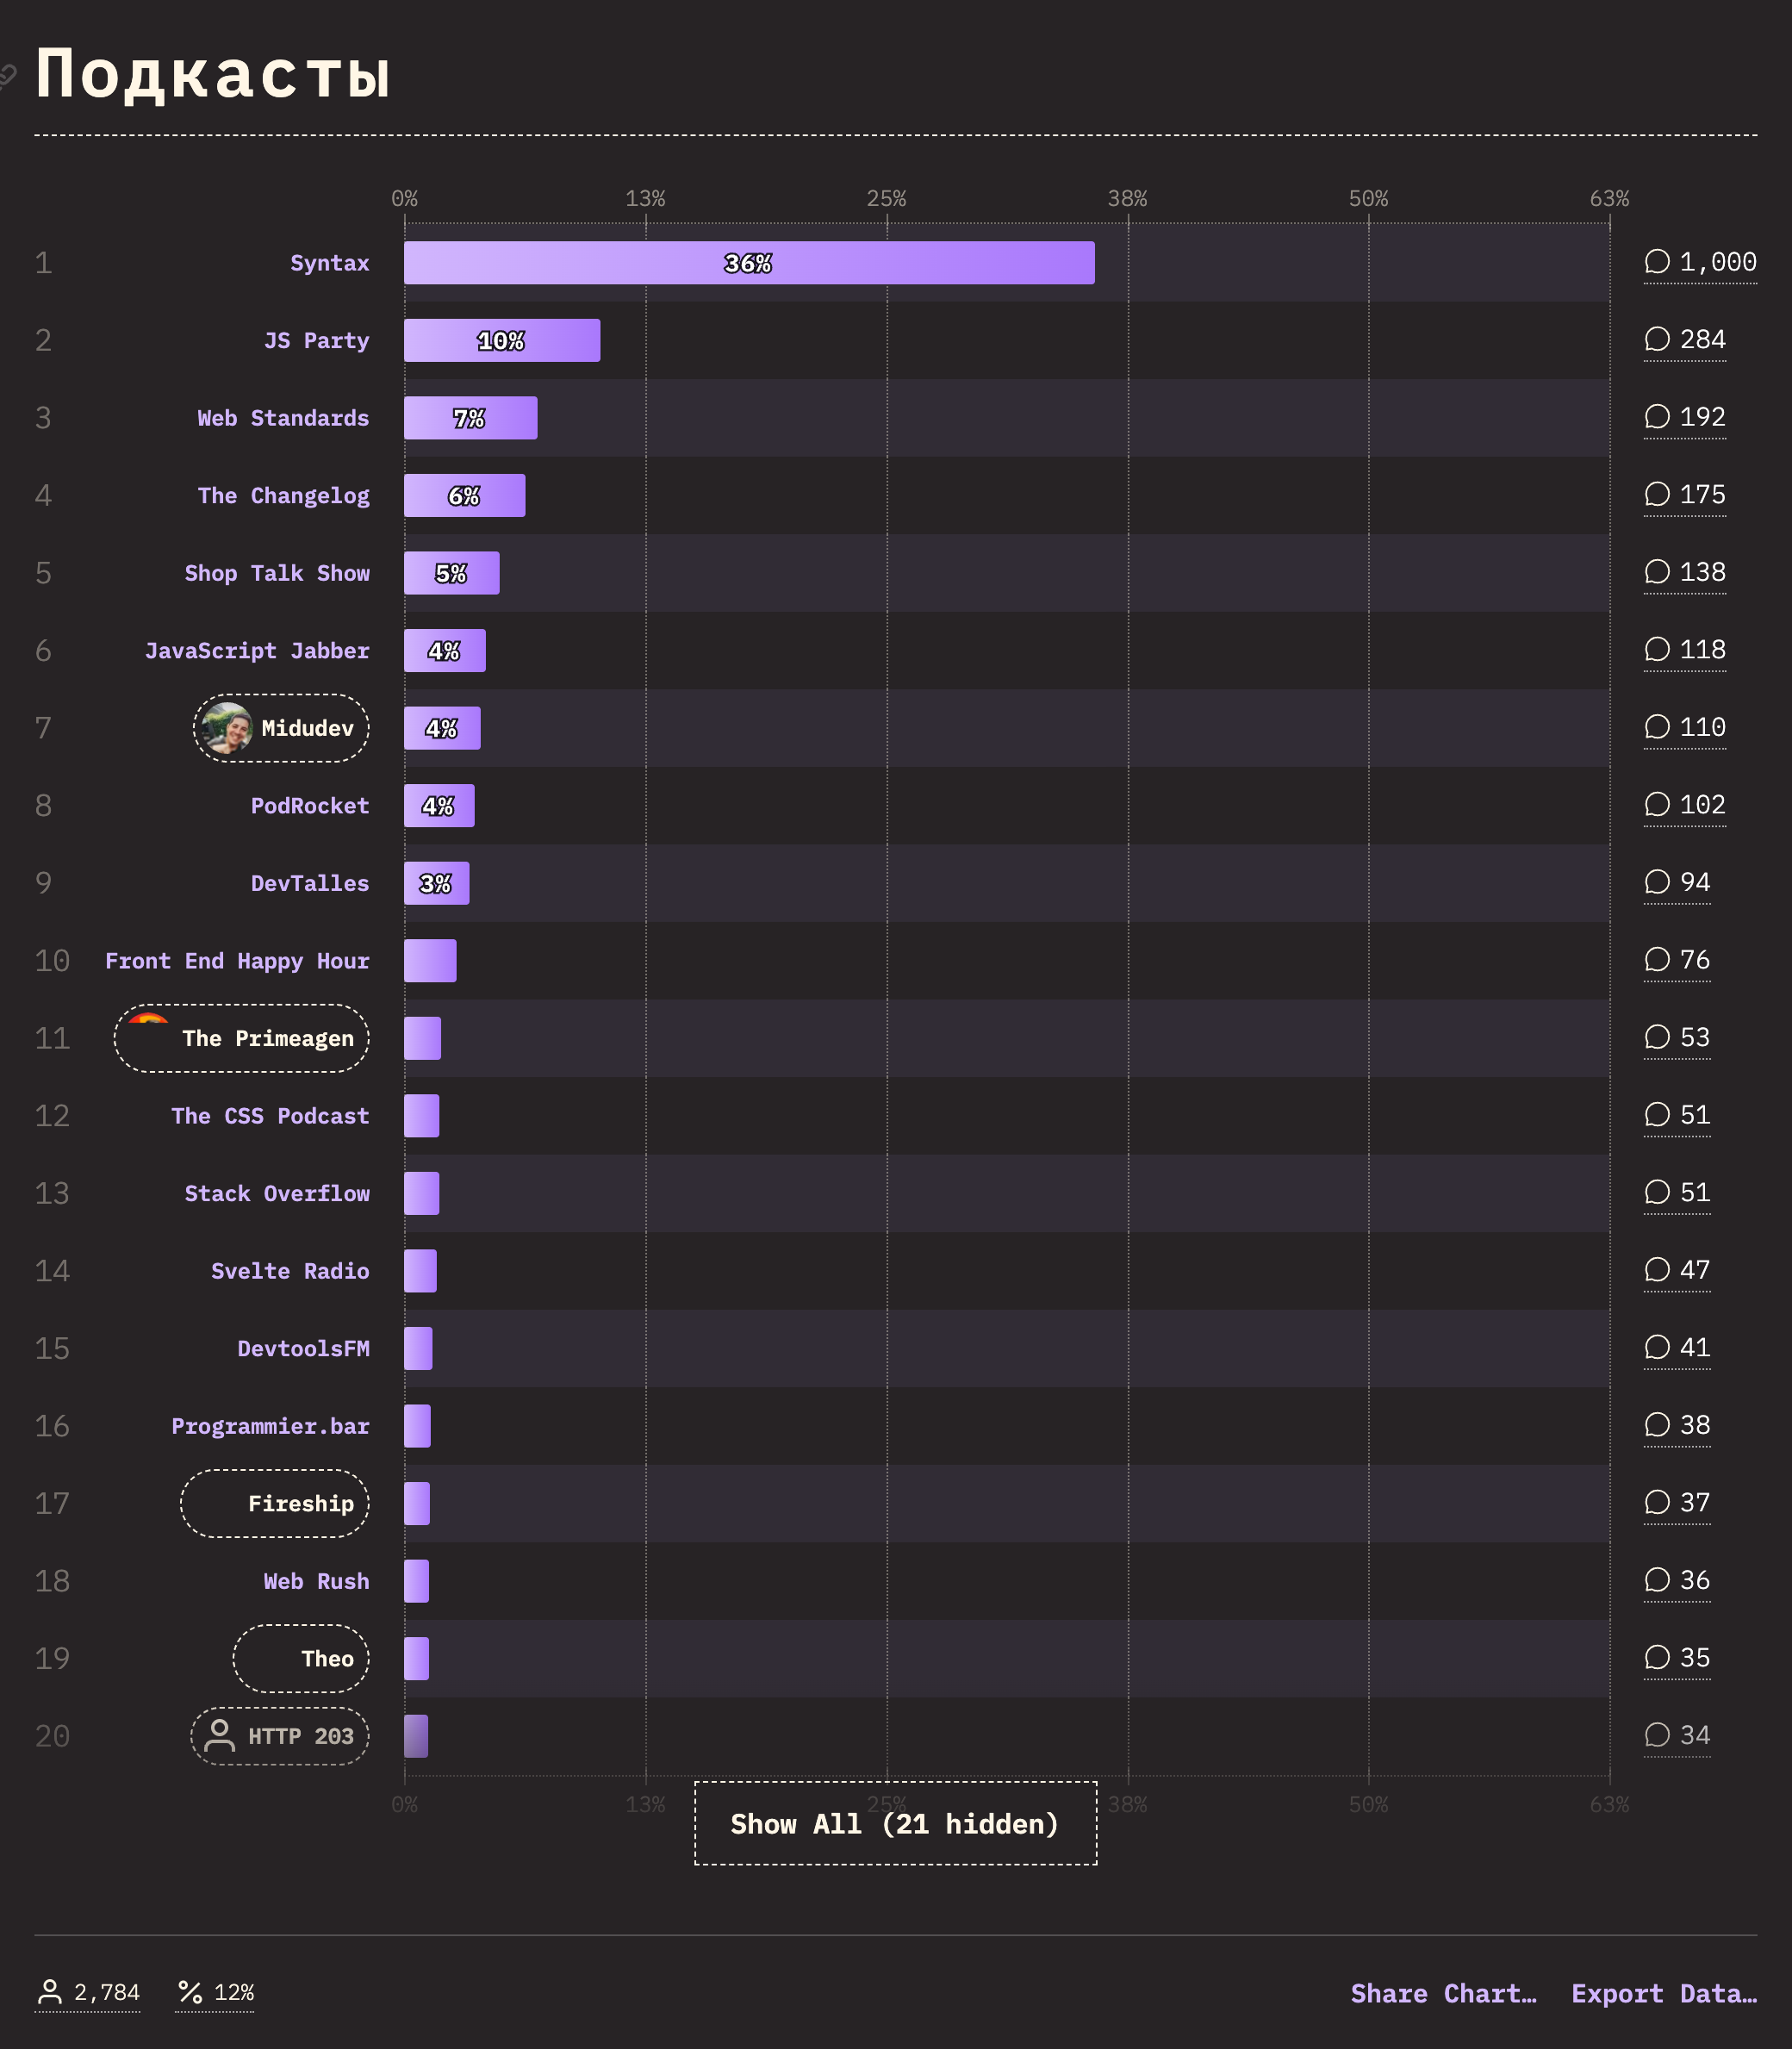 Подкасты
0% 13% 25% 38% 50% 63%
1 Syntax 36% 1,000
2 JS Party 10% 284
3 Web Standards 7% 192
4 The Changelog 6% 175
5 Shop Talk Show 5% 138
6 JavaScript Jabber 4% 118
7 Midudev 4% 110
8 PodRocket 4% 102
9 DevTalles 3% 94
10 Front End Happy Hour 76
11 The Primeagen 53
12 The CSS Podcast 51
13 Stack Overflow 51
14 Svelte Radio 47
15 DevtoolsFM 41
16 Programmier.bar 38
17 Fireship 37
18 Web Rush 36
19 Theo 35
20 HTTP 203 34
0% 13% 25% 38% 50% 63%
Show All (21 hidden)
2,784 12% Share Chart… Export Data…